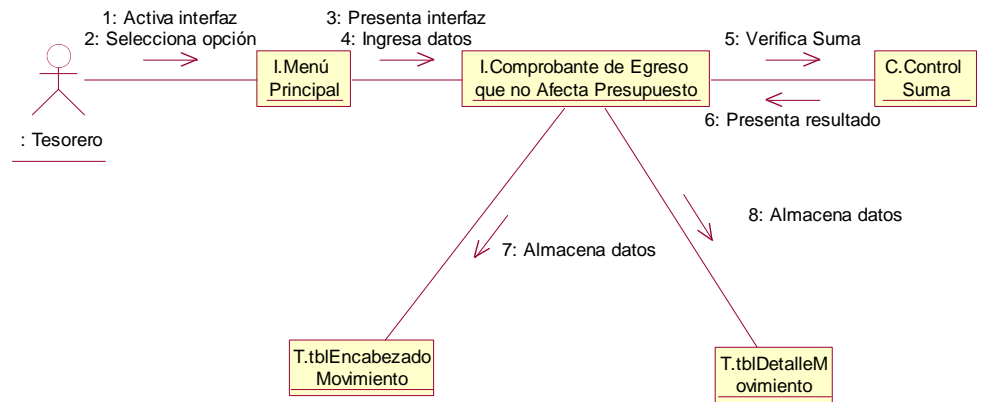 1: Activa interfaz
2: Selecciona opción
3: Presenta interfaz
4: Ingresa datos
5: Verifica Suma
I.Menú
Principal
I.Comprobante de Egreso
que no Afecta Presupuesto
C.Control
Suma
6: Presenta resultado
: Tesorero
7: Almacena datos
8: Almacena datos
T.tblEncabezado
Movimiento
T.tblDetalleM
ovimiento